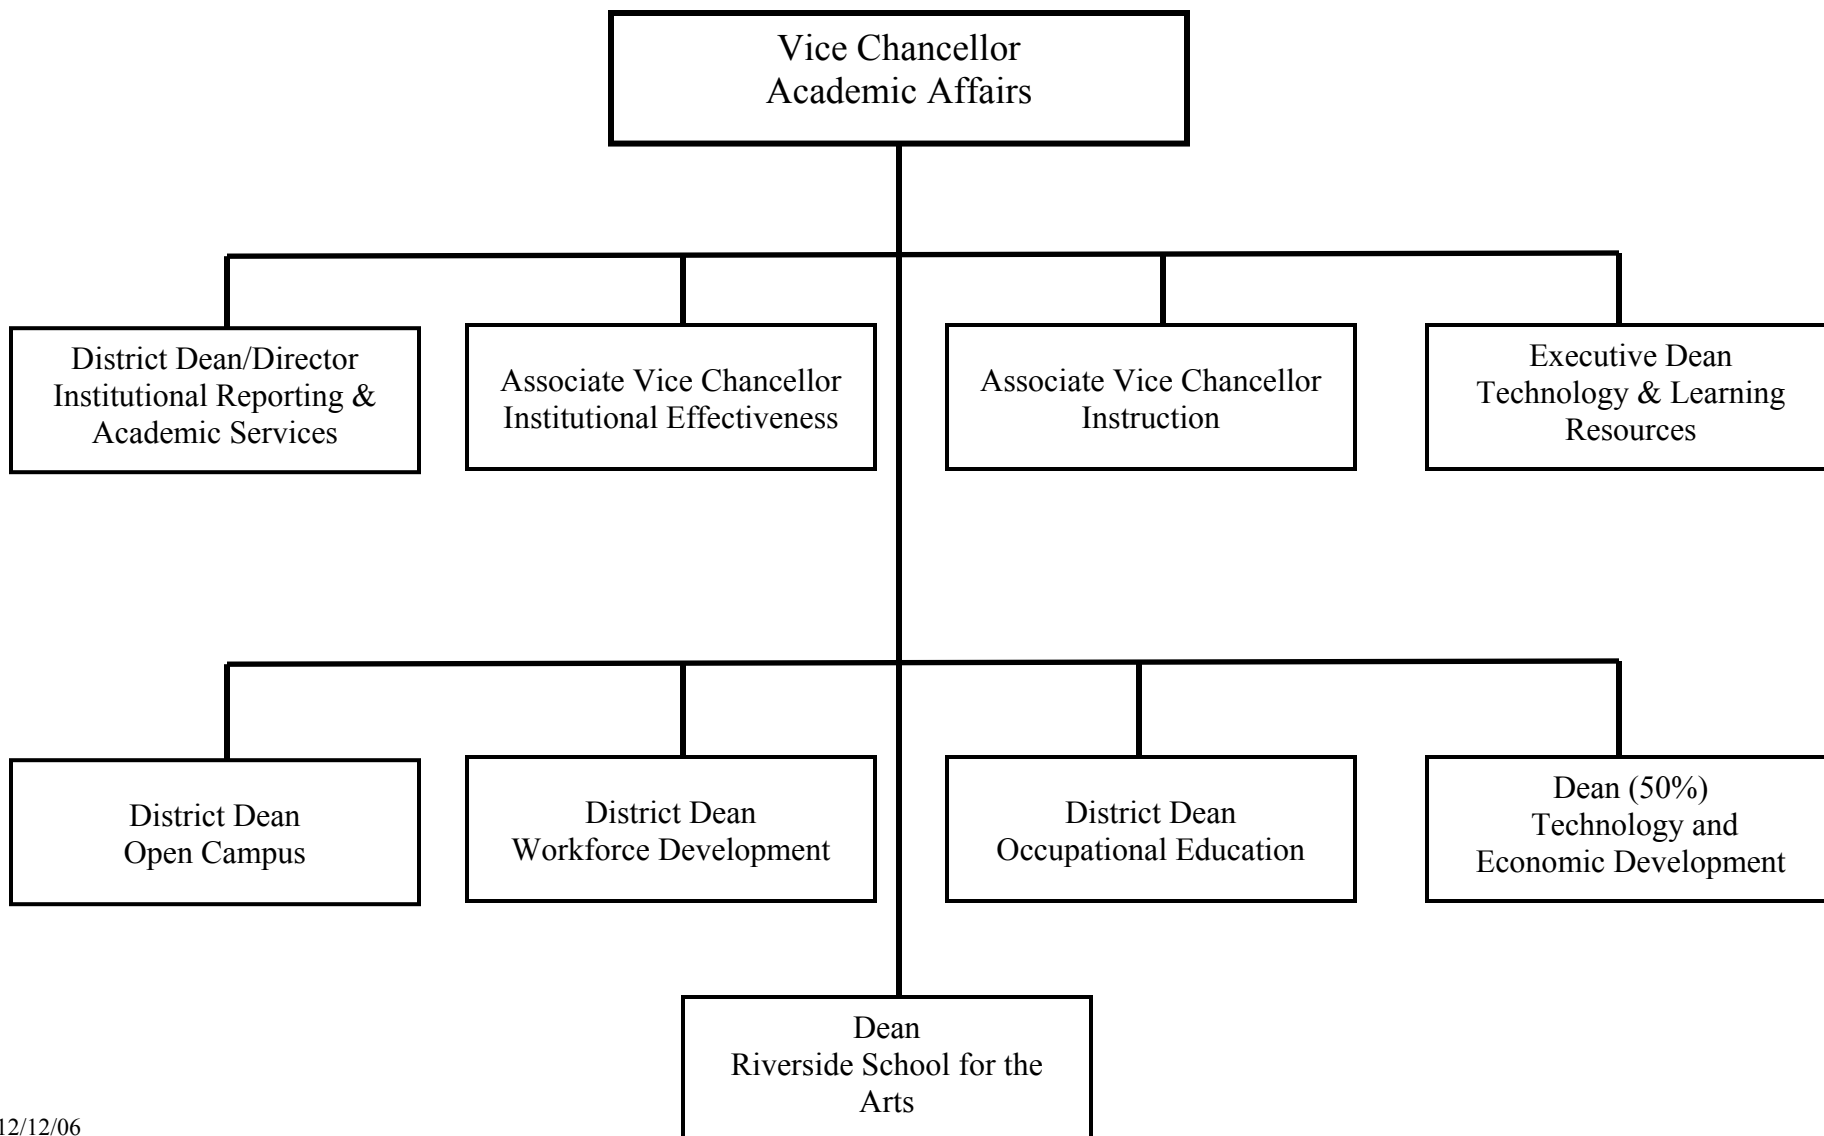 Vice Chancellor
Academic Affairs
District Dean/Director
Institutional Reporting &
Academic Services
Associate Vice Chancellor
Institutional Effectiveness
Associate Vice Chancellor
Instruction
Executive Dean
Technology & Learning
Resources
District Dean
Open Campus
District Dean
Workforce Development
District Dean
Occupational Education
Dean (50%)
Technology and
Economic Development
Dean
Riverside School for the
Arts
12/12/06